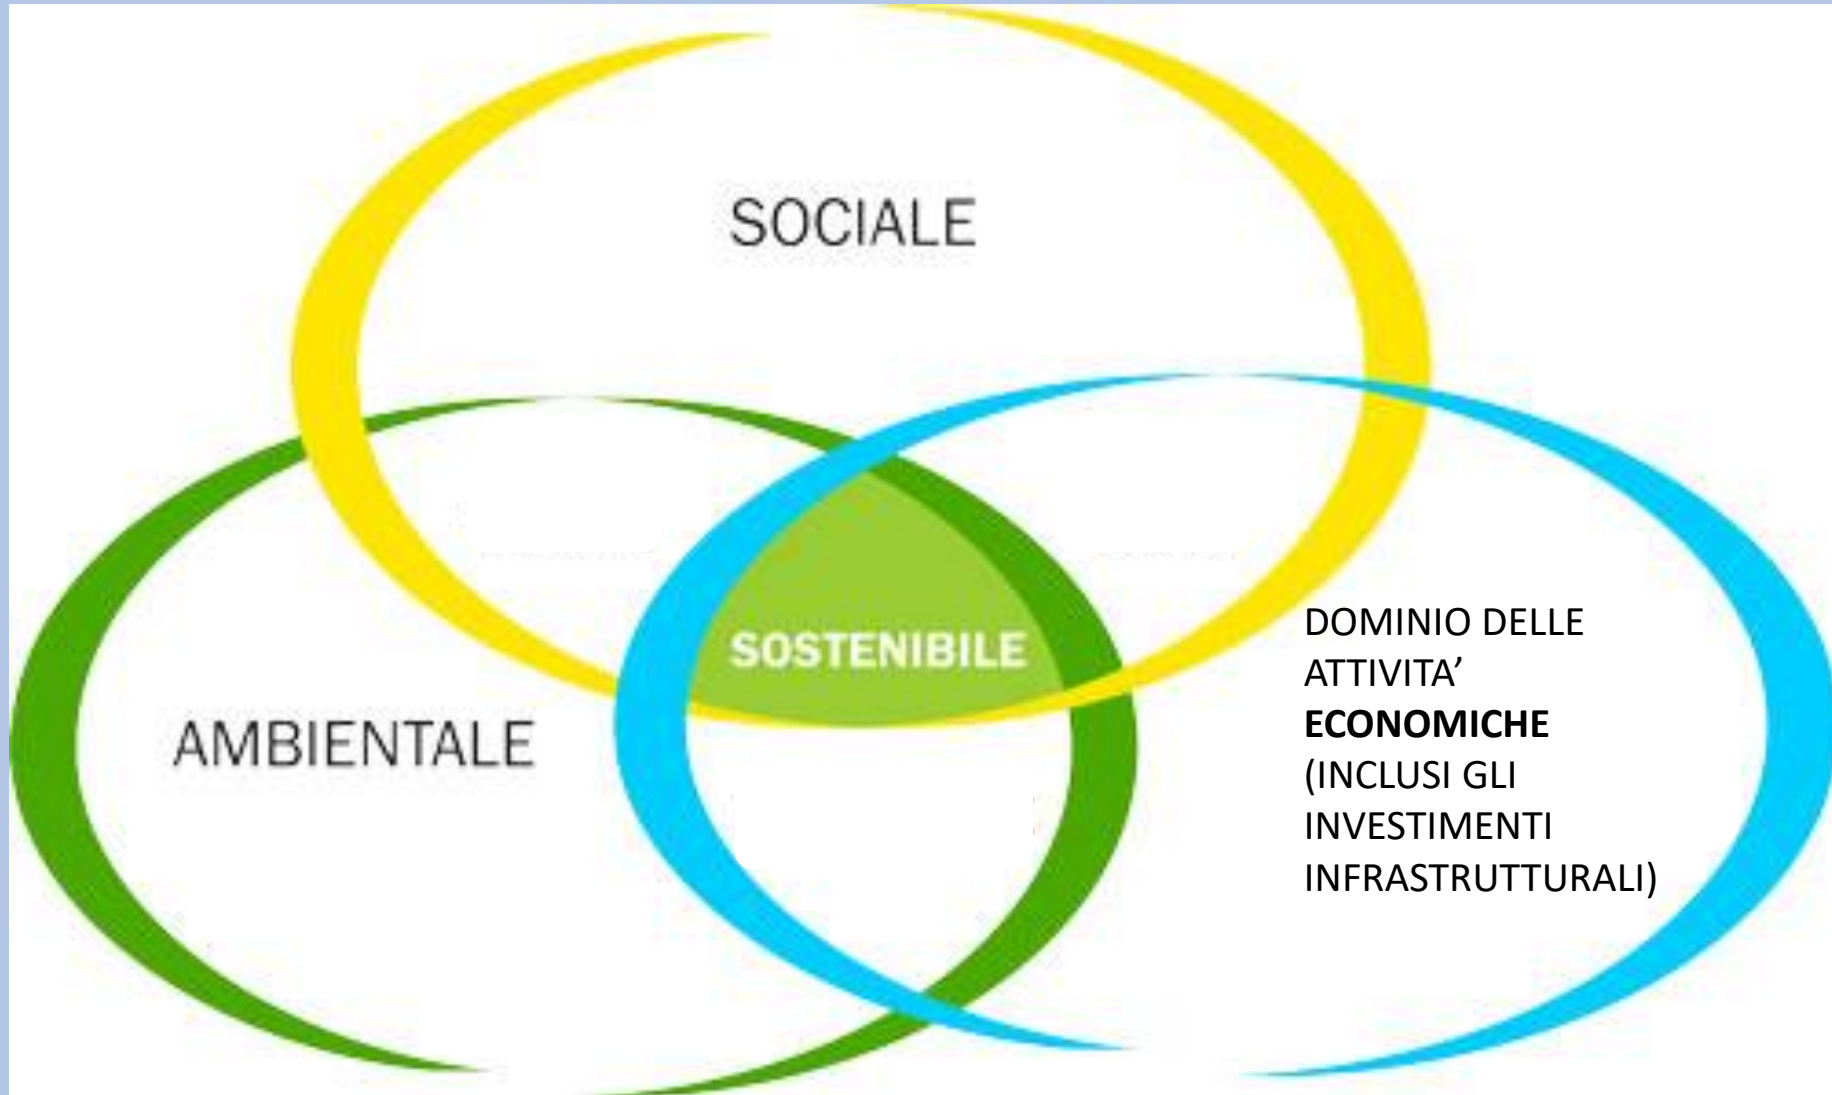 SOCIALE
SOSTENIBILE
AMBIENTALE
DOMINIO DELLE
ATTIVITA’
ECONOMICHE
(INCLUSI GLI
INVESTIMENTI
INFRASTRUTTURALI)